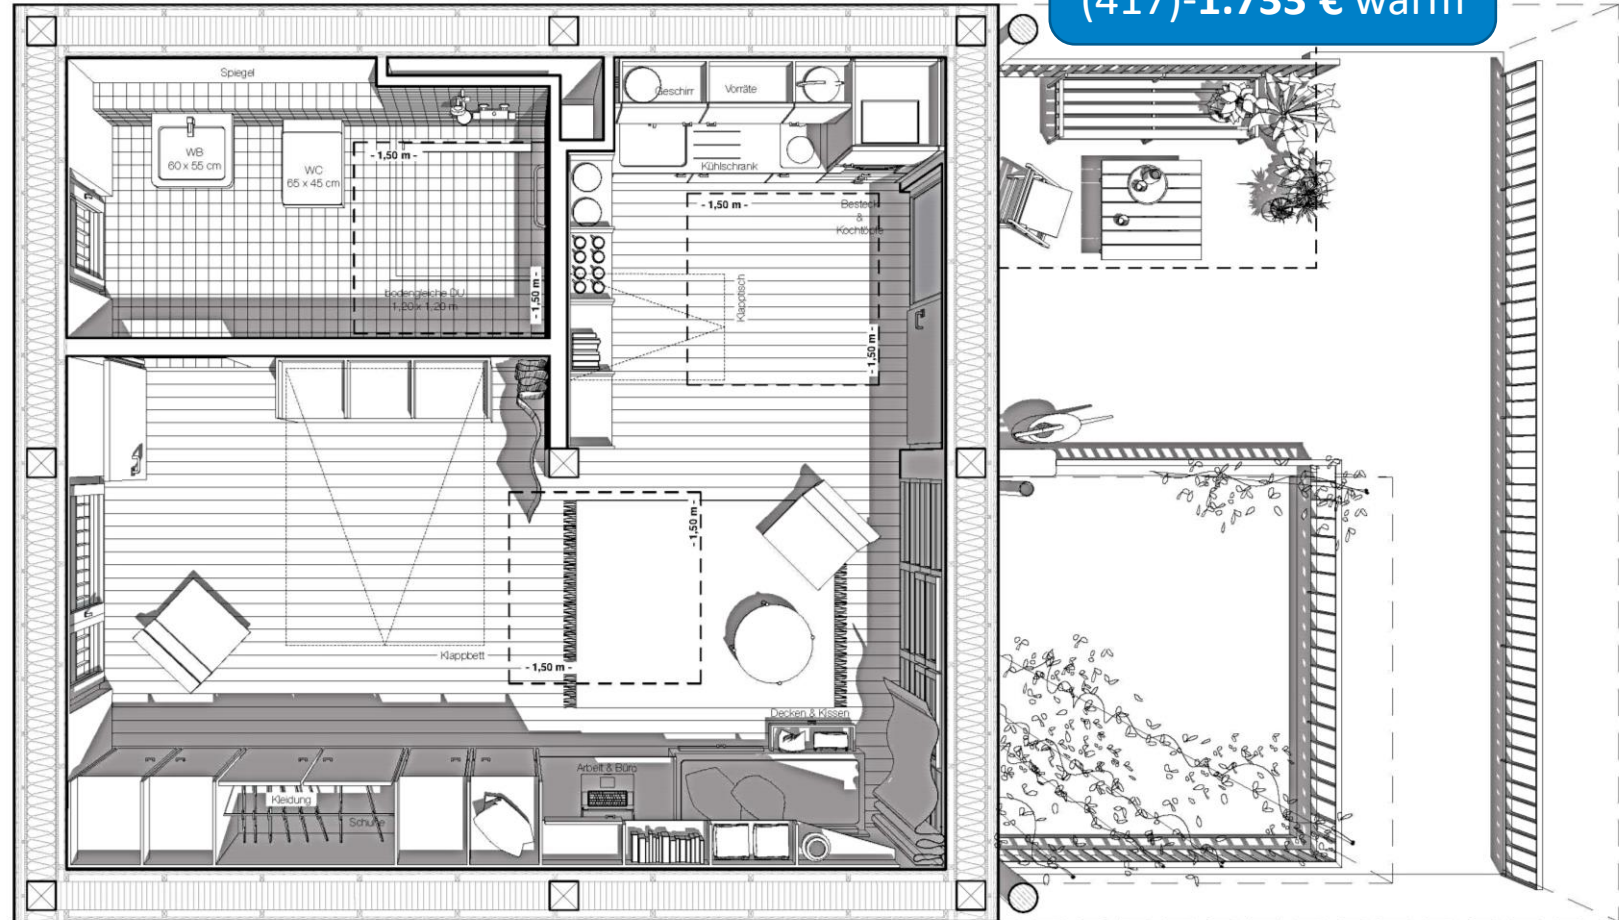 (417)-1.735 € warm
Spiegel
WB
60 x 55 cm
WC
65 x 45 cm
- 1,50 m -
- 1,50 m -
bodengleiche DU
1,20 x 1,20 m
Geschirr
Vorräte
Kühlschrank
- 1,50 m -
Besteck
&
Kochtöpfe
Klapptisch
- 1,50 m -
- 1,50 m -
Klappbett
- 1,50 m -
Decken & Kissen
Arbeit & Büro
Kleidung
Schuhe